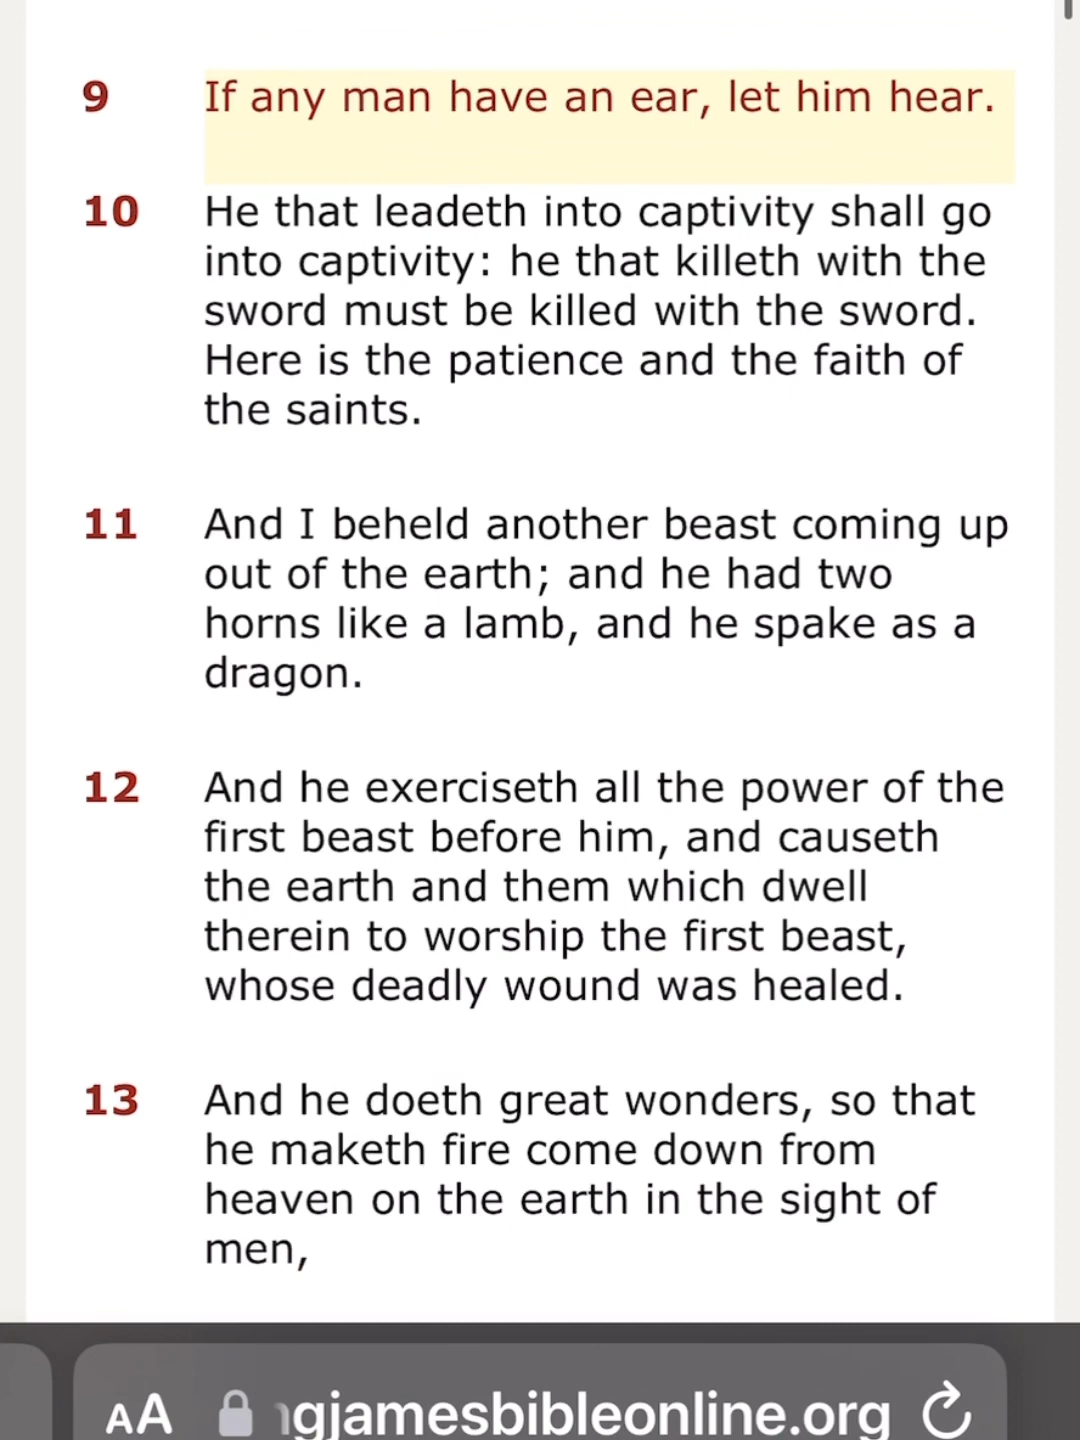 9 If any man have an ear, let him hear.
10 He that leadeth into captivity shall go
into captivity: he that killeth with the
sword must be killed with the sword.
Here is the patience and the faith of
the saints.
11 And I beheld another beast coming up
out of the earth; and he had two
horns like a lamb, and he spake as a
dragon.
12 And he exerciseth all the power of the
first beast before him, and causeth
the earth and them which dwell
therein to worship the first beast,
whose deadly wound was healed.
13 And he doeth great wonders, so that
he maketh fire come down from
heaven on the earth in the sight of
men,
AA ngjamesbibleonline.org